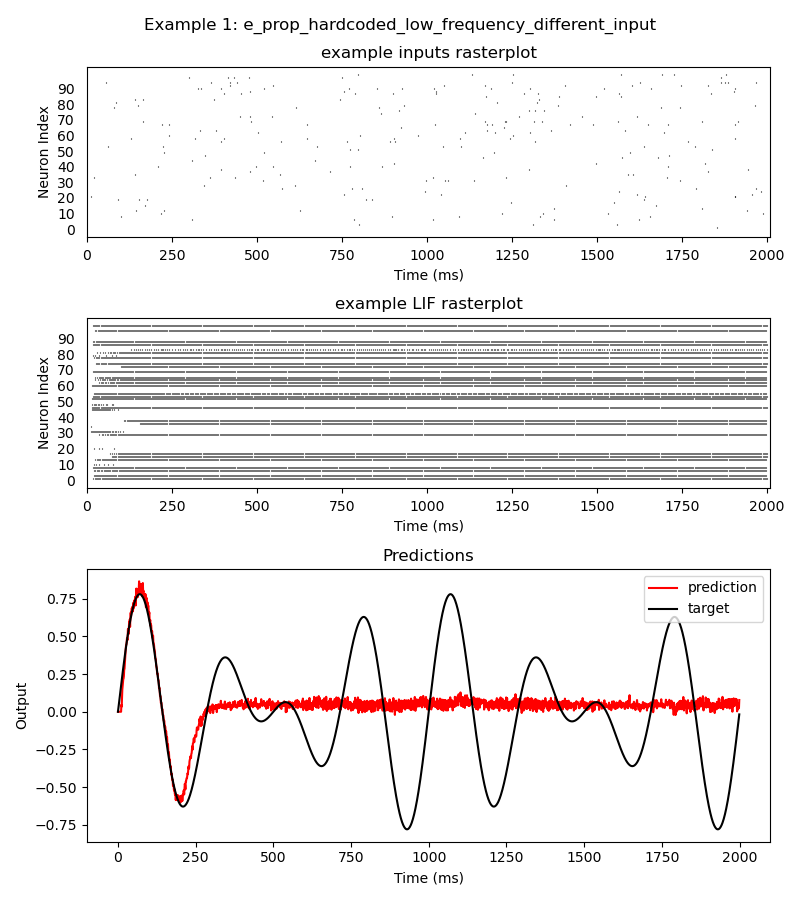 Example 1: e_prop_hardcoded_low_frequency_different_input
example inputs rasterplot
Neuron Index
90
80
70
60
50
40
30
20
10
0
0 250 500 750 1000 1250 1500 1750 2000
Time (ms)
example LIF rasterplot
Neuron Index
90
80
70
60
50
40
30
20
10
0
0 250 500 750 1000 1250 1500 1750 2000
Time (ms)
Predictions
Output
0.75
0.50
0.25
0.00
−0.25
−0.50
−0.75
prediction
target
0 250 500 750 1000 1250 1500 1750 2000
Time (ms)